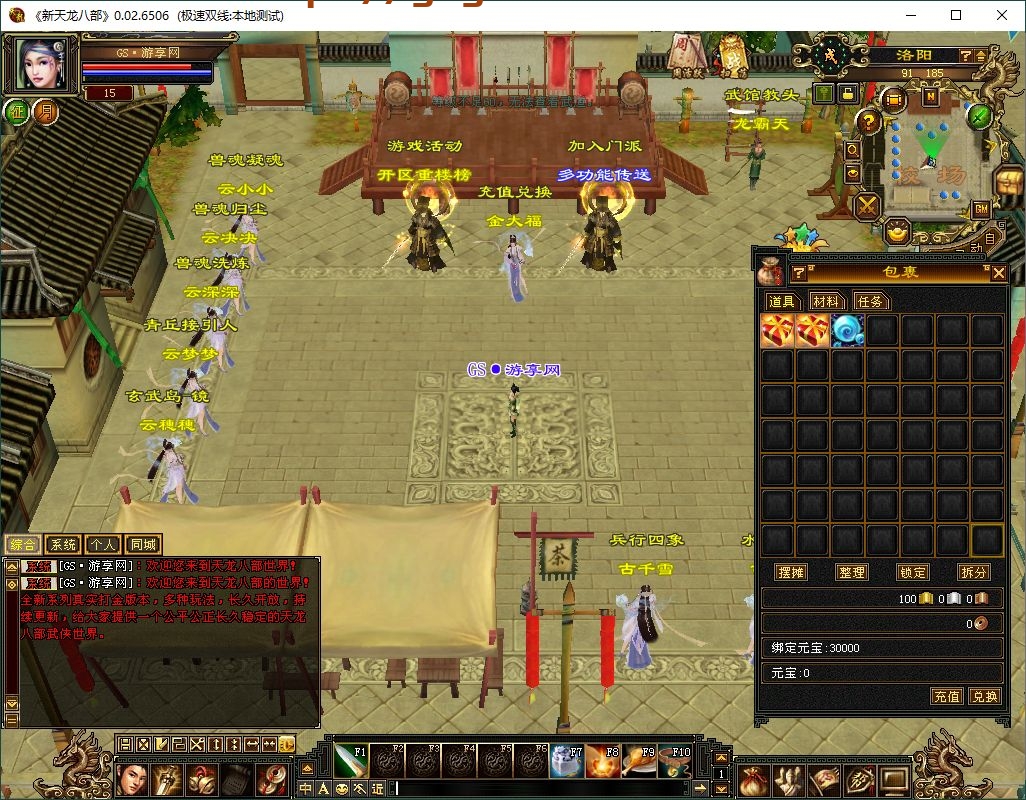 《新天龙八部》0.02.6506 (极速双线:本地测试)
GS·游享网
15
征
月
洛阳
91 185
N
校场
GM
武馆教头
龙霸天
游戏活动
开区重楼榜
加入门派
多功能传送
充值兑换
金大福
兽魂凝魂
云小小
兽魂归尘
云决决
兽魂洗炼
云深深
青丘接引人
云梦梦
玄武岛 镜
云穗穗
GS●游享网
包裹
道具 材料 任务
摆摊 整理 锁定 拆分
100 0 0
0
绑定元宝:30000
元宝:0
充值 兑换
茶
兵行四象
古千雪
综合 系统 个人 同城
系统 [GS·游享网]:欢迎您来到天龙八部世界!
系统 [GS·游享网]:欢迎您来到天龙八部的世界!
全新系列真实打金版本,多种玩法,长久开放,持
续更新,给大家提供一个公平公正长久稳定的天龙
八部武侠世界。
F1 F2 F3 F4 F5 F6 F7 F8 F9 F10
中 A 近
1